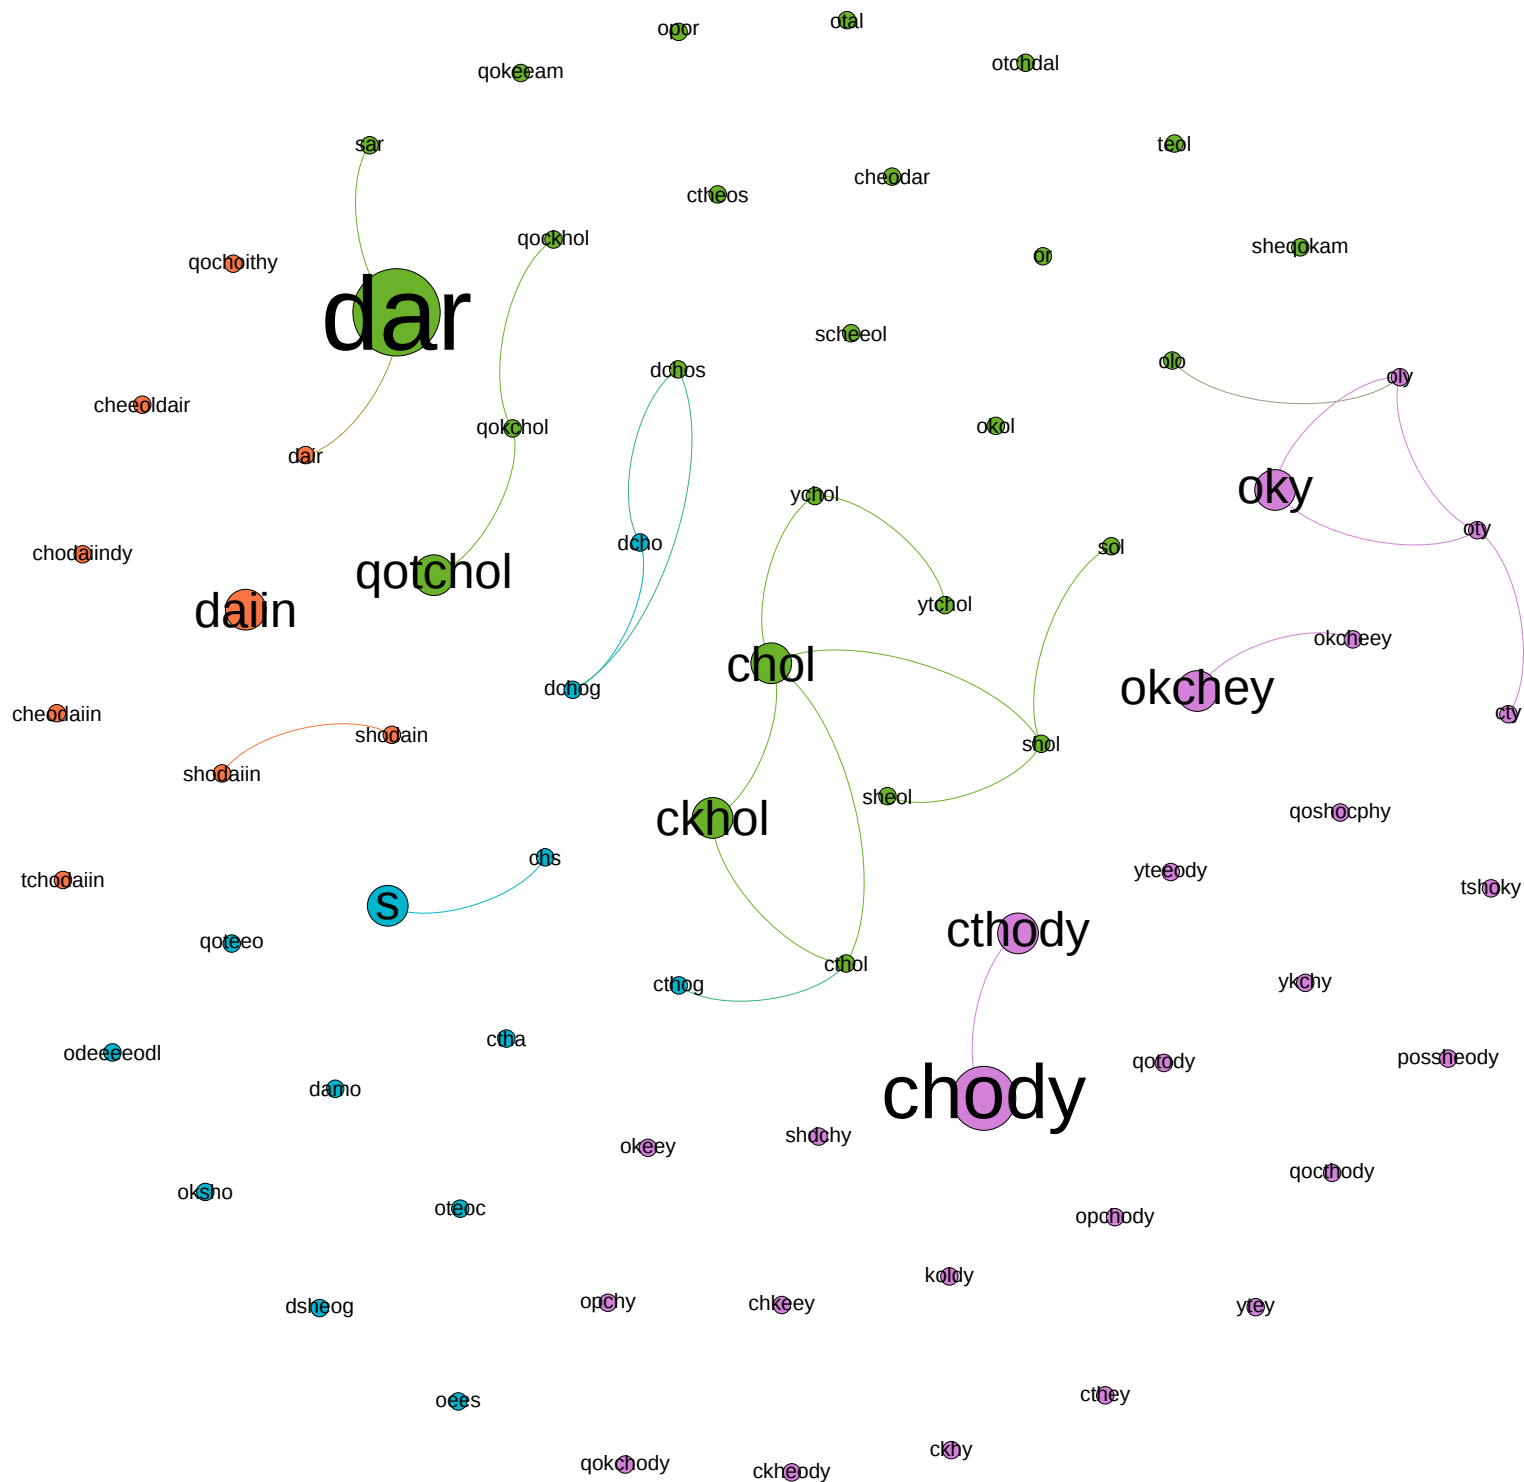 otal
opor
otchdal
qokeeam
teol
sar
cheodar
ctheos
qockhol
sheqokam
or
qochoithy
dar
scheeol
olo
dchos
oly
cheeoldair
okol
qokchol
dair
oky
ychol
oty
dcho
sol
chodaiindy
qotchol
ytchol
daiin
okcheey
chol
okchey
dchog
cty
cheodaiin
shodain
shol
shodaiin
sheol
qoshocphy
ckhol
chs
yteeody
tchodaiin
tshoky
s
cthody
qoteeo
cthol
ykchy
cthog
ctha
odeeeeodl
possheody
qotody
damo
chody
shdchy
okeey
qocthody
oksho
oteoc
opchody
koldy
opchy
chkeey
ytey
dsheog
cthey
oees
ckhy
qokchody
ckheody